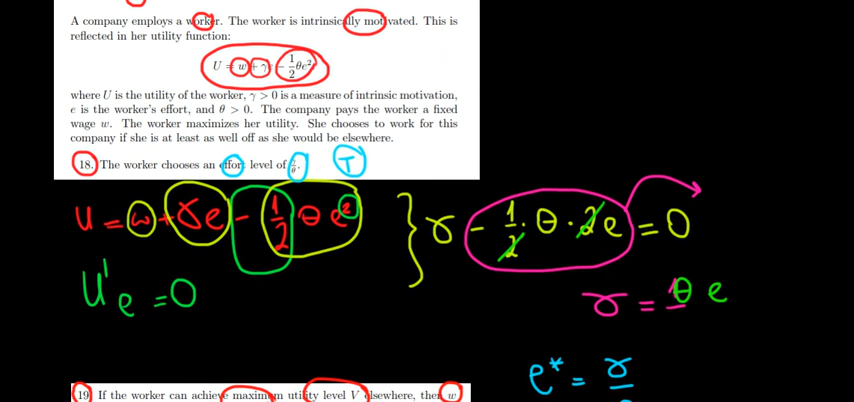 A company employs a worker. The worker is intrinsically motivated. This is
reflected in her utility function:
U = w + γe - 1/2 θe²
where U is the utility of the worker, γ > 0 is a measure of intrinsic motivation,
e is the worker's effort, and θ > 0. The company pays the worker a fixed
wage w. The worker maximizes her utility. She chooses to work for this
company if she is at least as well off as she would be elsewhere.
18. The worker chooses an effort level of γ/θ. T
u = w + γe - 1/2 θ e² } γ - 1/2 · θ · 2e = 0
U'e = 0
γ = θ e
e* = γ
19 If the worker can achieve maximum utility level V elsewhere, then w